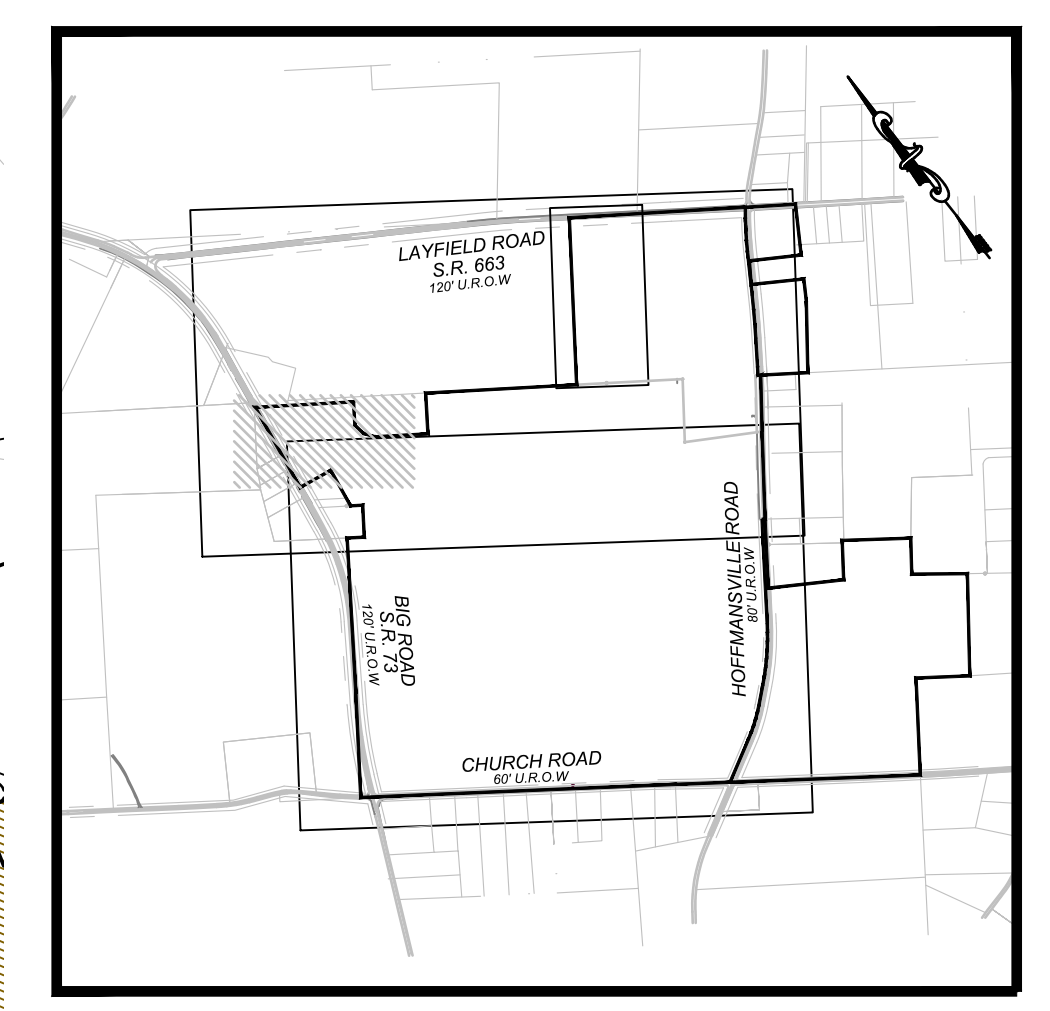 LAYFIELD ROAD
S.R. 663
120' U.R.O.W
BIG ROAD
S.R. 73
120' U.R.O.W
HOFFMANSVILLE ROAD
80' U.R.O.W
CHURCH ROAD
60' U.R.O.W